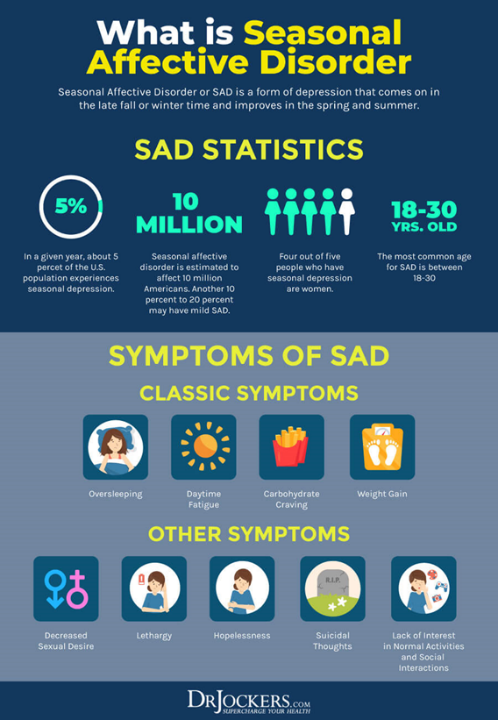 What is Seasonal
Affective Disorder
Seasonal Affective Disorder or SAD is a form of depression that comes on in
the late fall or winter time and improves in the spring and summer.
SAD STATISTICS
5%
In a given year, about 5
percet of the U.S.
population experiences
seasonal depression.
10
MILLION
Seasonal affective
disorder is estimated to
affect 10 million
Americans. Another 10
percent to 20 percent
may have mild SAD.
Four out of five
people who have
seasonal depression
are women.
18-30
YRS. OLD
The most common age
for SAD is between
18-30
SYMPTOMS OF SAD
CLASSIC SYMPTOMS
Oversleeping
Daytime
Fatigue
Carbohydrate
Craving
Weight Gain
OTHER SYMPTOMS
Decreased
Sexual Desire
Lethargy
Hopelessness
R.I.P.
Suicidal
Thoughts
Lack of Interest
in Normal Activities
and Social
Interactions
DRJOCKERS.COM
SUPERCHARGE YOUR HEALTH